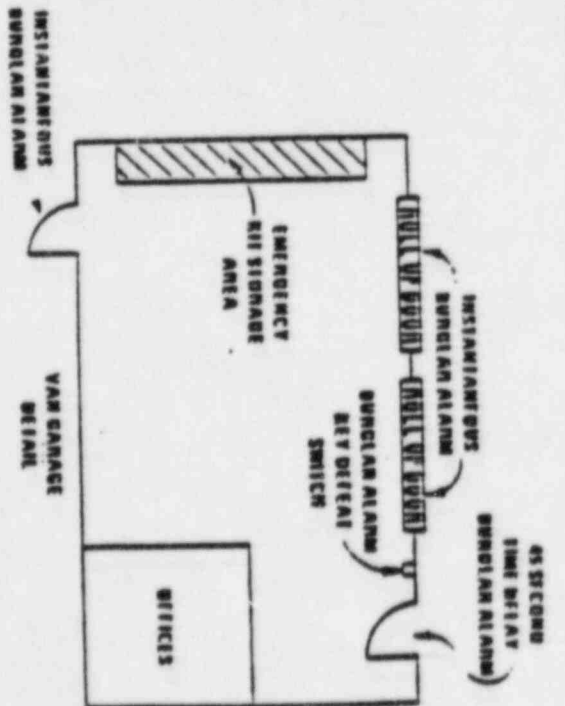 45 SECOND
TIME DELAY
BURGLAR ALARM
INSTANTANEOUS
BURGLAR ALARM
ROLL UP DOOR
ROLL UP DOOR
BURGLAR ALARM
KEY DEFEAT
SWITCH
EMERGENCY
KIT STORAGE
AREA
OFFICES
VAN GARAGE
DETAIL
INSTANTANEOUS
BURGLAR ALARM